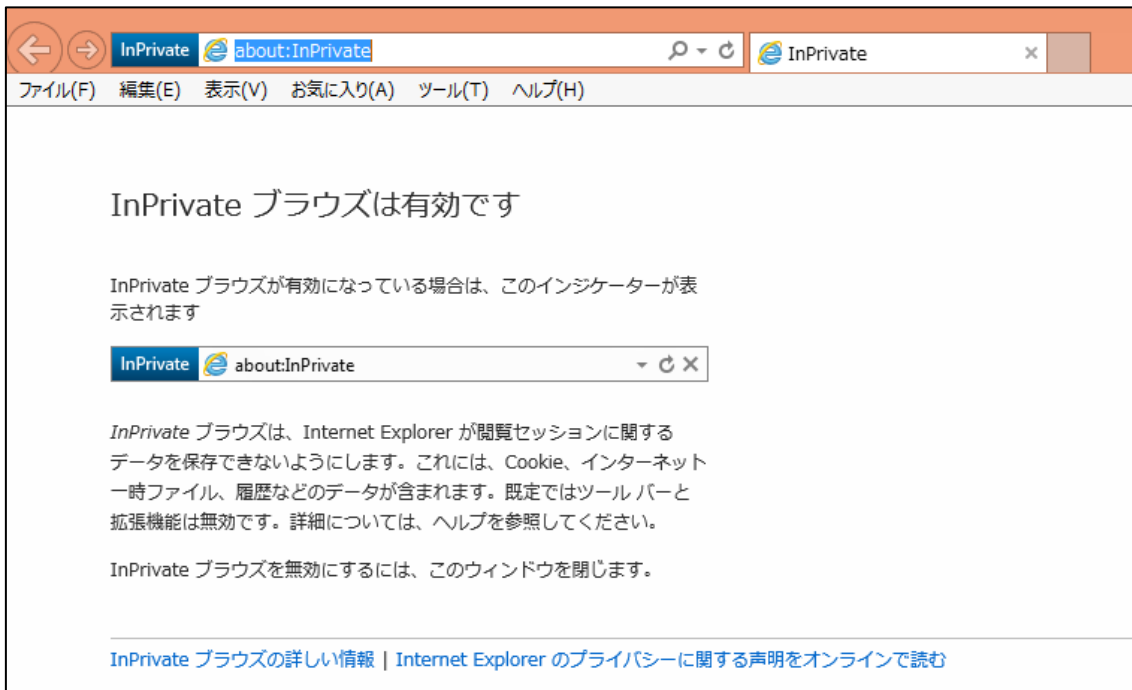 InPrivate about:InPrivate InPrivate
ファイル(F) 編集(E) 表示(V) お気に入り(A) ツール(T) ヘルプ(H)
InPrivate ブラウズは有効です
InPrivate ブラウズが有効になっている場合は、このインジケーターが表
示されます
InPrivate about:InPrivate
InPrivate ブラウズは、Internet Explorer が閲覧セッションに関する
データを保存できないようにします。これには、Cookie、インターネット
一時ファイル、履歴などのデータが含まれます。既定ではツール バーと
拡張機能は無効です。詳細については、ヘルプを参照してください。
InPrivate ブラウズを無効にするには、このウィンドウを閉じます。
InPrivate ブラウズの詳しい情報 | Internet Explorer のプライバシーに関する声明をオンラインで読む